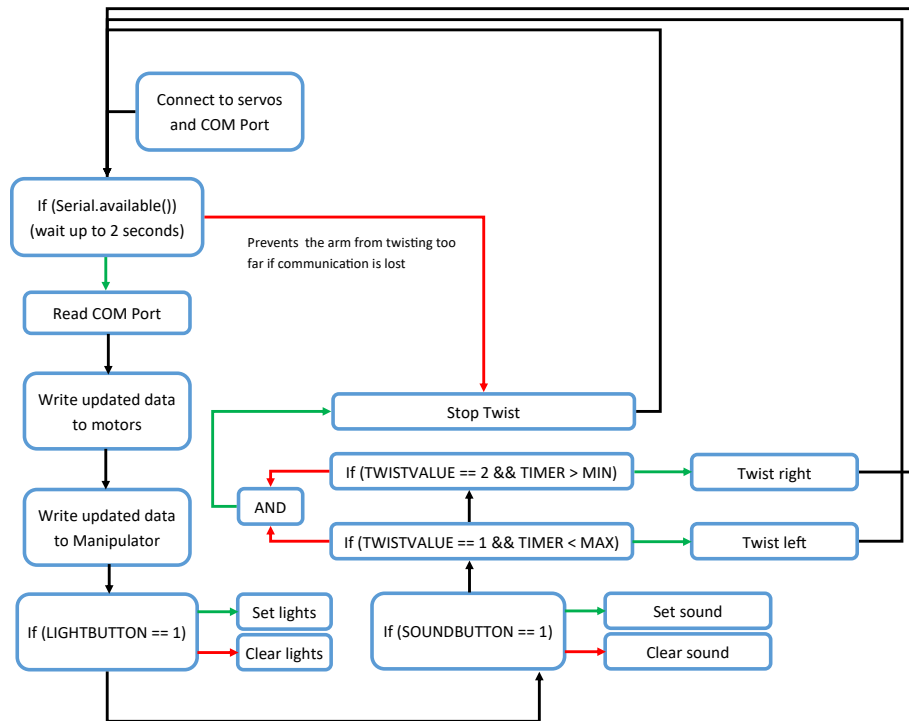 Connect to servos
and COM Port
If (Serial.available())
(wait up to 2 seconds)
Prevents the arm from twisting too
far if communication is lost
Read COM Port
Write updated data
to motors
Stop Twist
If (TWISTVALUE == 2 && TIMER > MIN)
Twist right
AND
Write updated data
to Manipulator
If (TWISTVALUE == 1 && TIMER < MAX)
Twist left
If (LIGHTBUTTON == 1)
Set lights
Clear lights
If (SOUNDBUTTON == 1)
Set sound
Clear sound